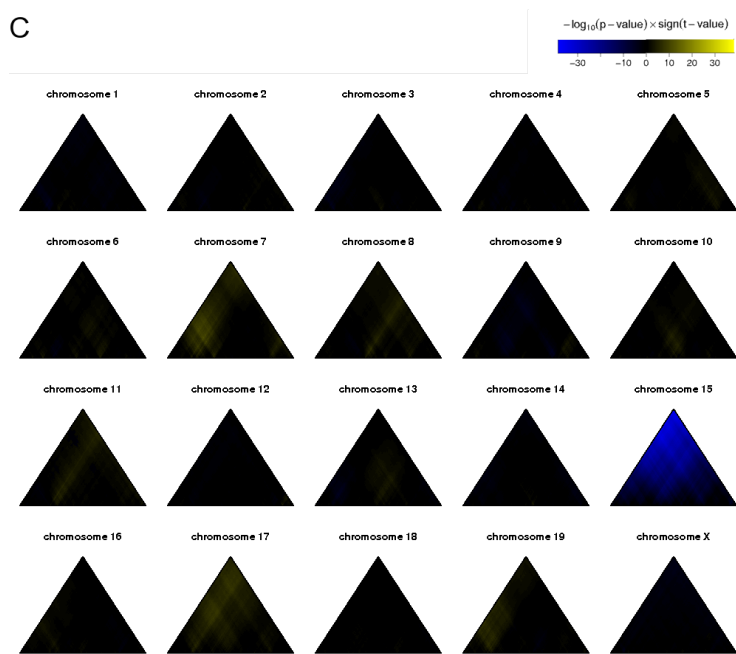 C
−log10(p−value)×sign(t−value)
−30 −10 0 10 20 30
chromosome 1 chromosome 2 chromosome 3 chromosome 4 chromosome 5
chromosome 6 chromosome 7 chromosome 8 chromosome 9 chromosome 10
chromosome 11 chromosome 12 chromosome 13 chromosome 14 chromosome 15
chromosome 16 chromosome 17 chromosome 18 chromosome 19 chromosome X